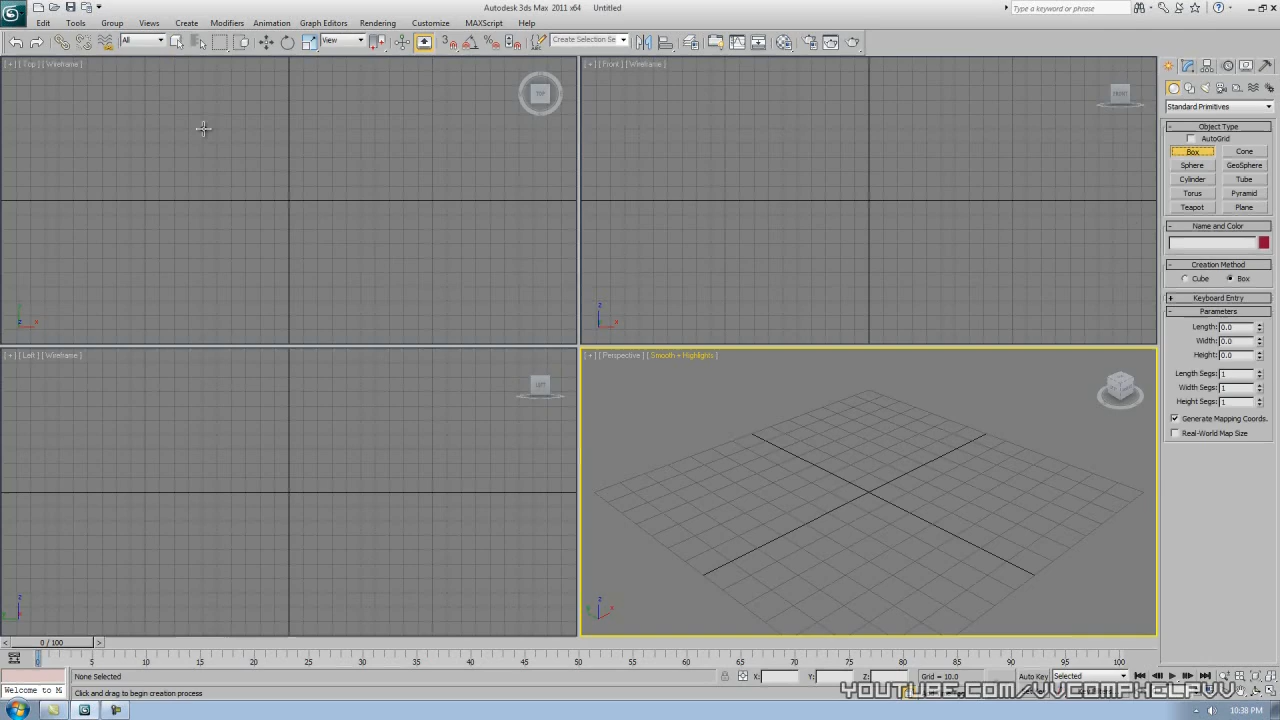 Autodesk 3ds Max 2011 x64 Untitled
Type a keyword or phrase
Edit Tools Group Views Create Modifiers Animation Graph Editors Rendering Customize MAXScript Help
All View Create Selection Se
[ + ] [ Top ] [ Wireframe ]
TOP
[ + ] [ Front ] [ Wireframe ]
FRONT
Standard Primitives
- Object Type
AutoGrid
Box Cone
Sphere GeoSphere
Cylinder Tube
Torus Pyramid
Teapot Plane
- Name and Color
- Creation Method
Cube Box
+ Keyboard Entry
- Parameters
Length: 0.0
Width: 0.0
Height: 0.0
Length Segs: 1
Width Segs: 1
Height Segs: 1
Generate Mapping Coords.
Real-World Map Size
z x
[ + ] [ Left ] [ Wireframe ]
LEFT
[ + ] [ Perspective ] [ Smooth + Highlights ]
z
z x
< 0 / 100 >
0 5 10 15 20 25 30 35 40 45 50 55 60 65 70 75 80 85 90 95 100
None Selected X: Y: Z: Grid = 10.0 Auto Key Selected
Welcome to M Click and drag to begin creation process
YOUTUBE.COM/VVCOMPHELPVV
10:38 PM